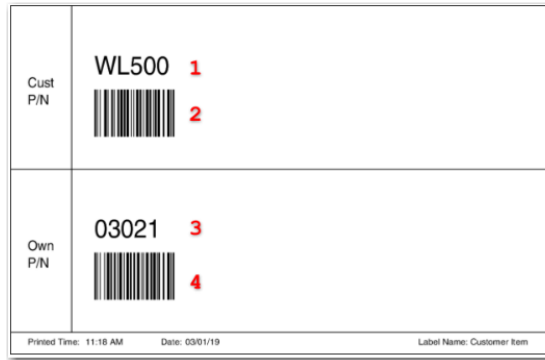 Cust
P/N
WL500 1
2
Own
P/N
03021 3
4
Printed Time: 11:18 AM Date: 03/01/19 Label Name: Customer Item